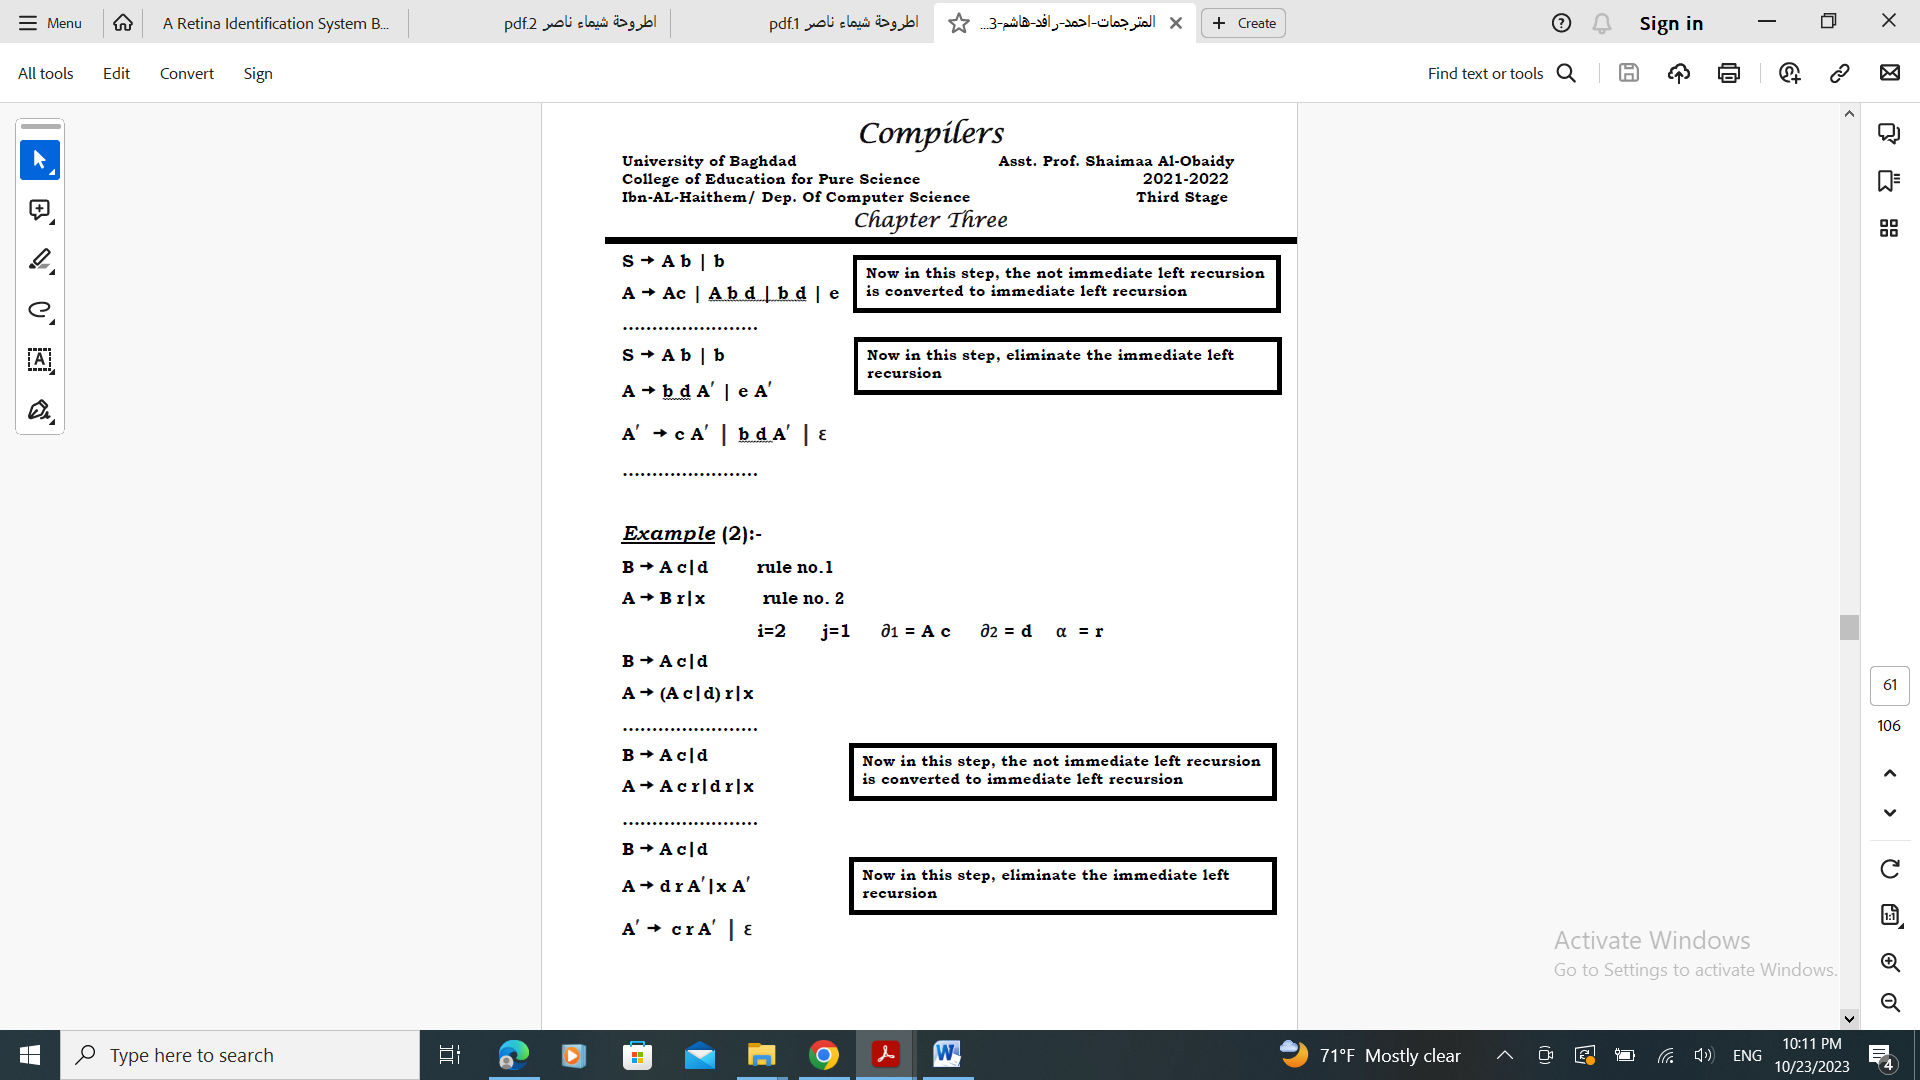 Menu
A Retina Identification System B...
اطروحة شيماء ناصر 2.pdf
اطروحة شيماء ناصر 1.pdf
المترجمات-احمد-رافد-هاشم-3...
+ Create
Sign in
All tools Edit Convert Sign
Find text or tools
Compilers
University of Baghdad Asst. Prof. Shaimaa Al-Obaidy
College of Education for Pure Science 2021-2022
Ibn-AL-Haithem/ Dep. Of Computer Science Third Stage
Chapter Three
S → A b | b
A → Ac | A b d | b d | e
Now in this step, the not immediate left recursion
is converted to immediate left recursion
.......................
S → A b | b
A → b d A′ | e A′
Now in this step, eliminate the immediate left
recursion
A′ → c A′ | b d A′ | ε
.......................
Example (2):-
B → A c|d rule no.1
A → B r|x rule no. 2
i=2 j=1 ∂1 = A c ∂2 = d α = r
B → A c|d
A → (A c|d) r|x
.......................
B → A c|d
A → A c r|d r|x
Now in this step, the not immediate left recursion
is converted to immediate left recursion
.......................
B → A c|d
A → d r A′|x A′
Now in this step, eliminate the immediate left
recursion
A′ → c r A′ | ε
61
106
Activate Windows
Go to Settings to activate Windows.
Type here to search
71°F Mostly clear
ENG
10:11 PM
10/23/2023
4